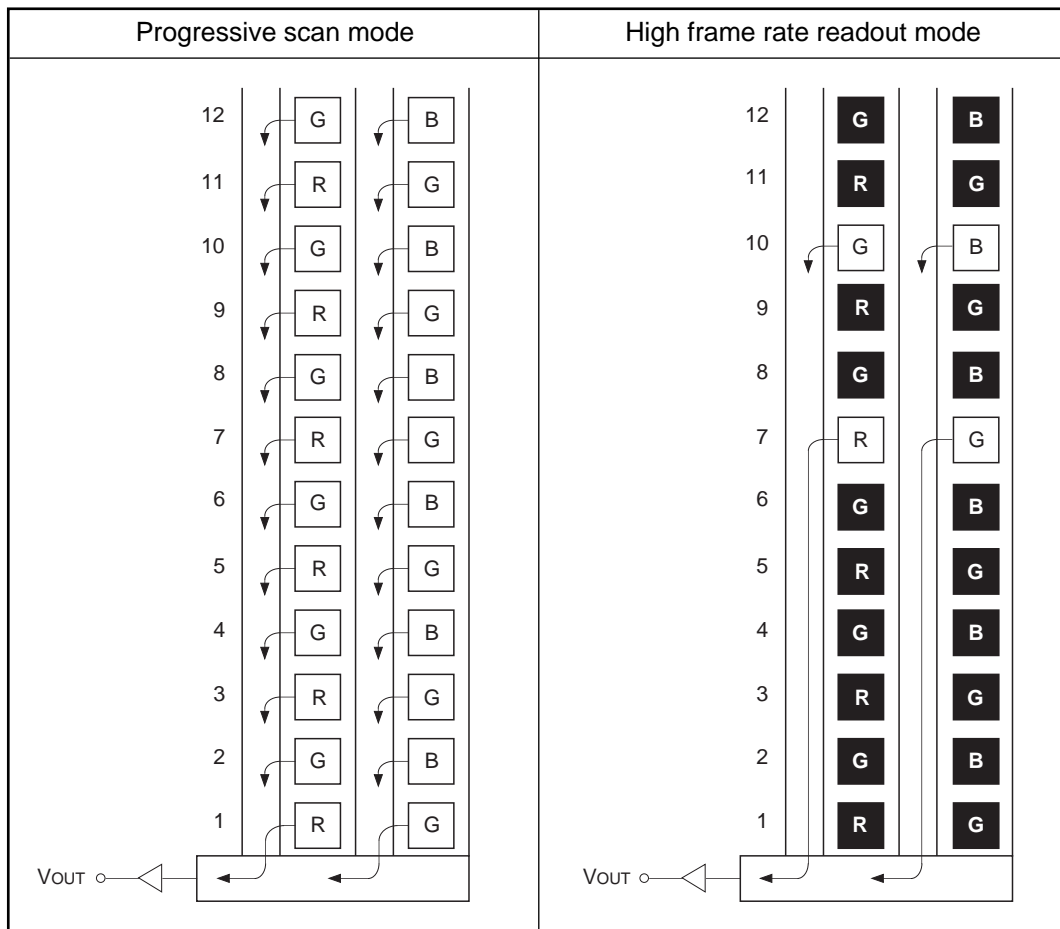 Progressive scan mode
High frame rate readout mode
12 G B
11 R G
10 G B
9 R G
8 G B
7 R G
6 G B
5 R G
4 G B
3 R G
2 G B
1 R G
VOUT
12 G B
11 R G
10 G B
9 R G
8 G B
7 R G
6 G B
5 R G
4 G B
3 R G
2 G B
1 R G
VOUT